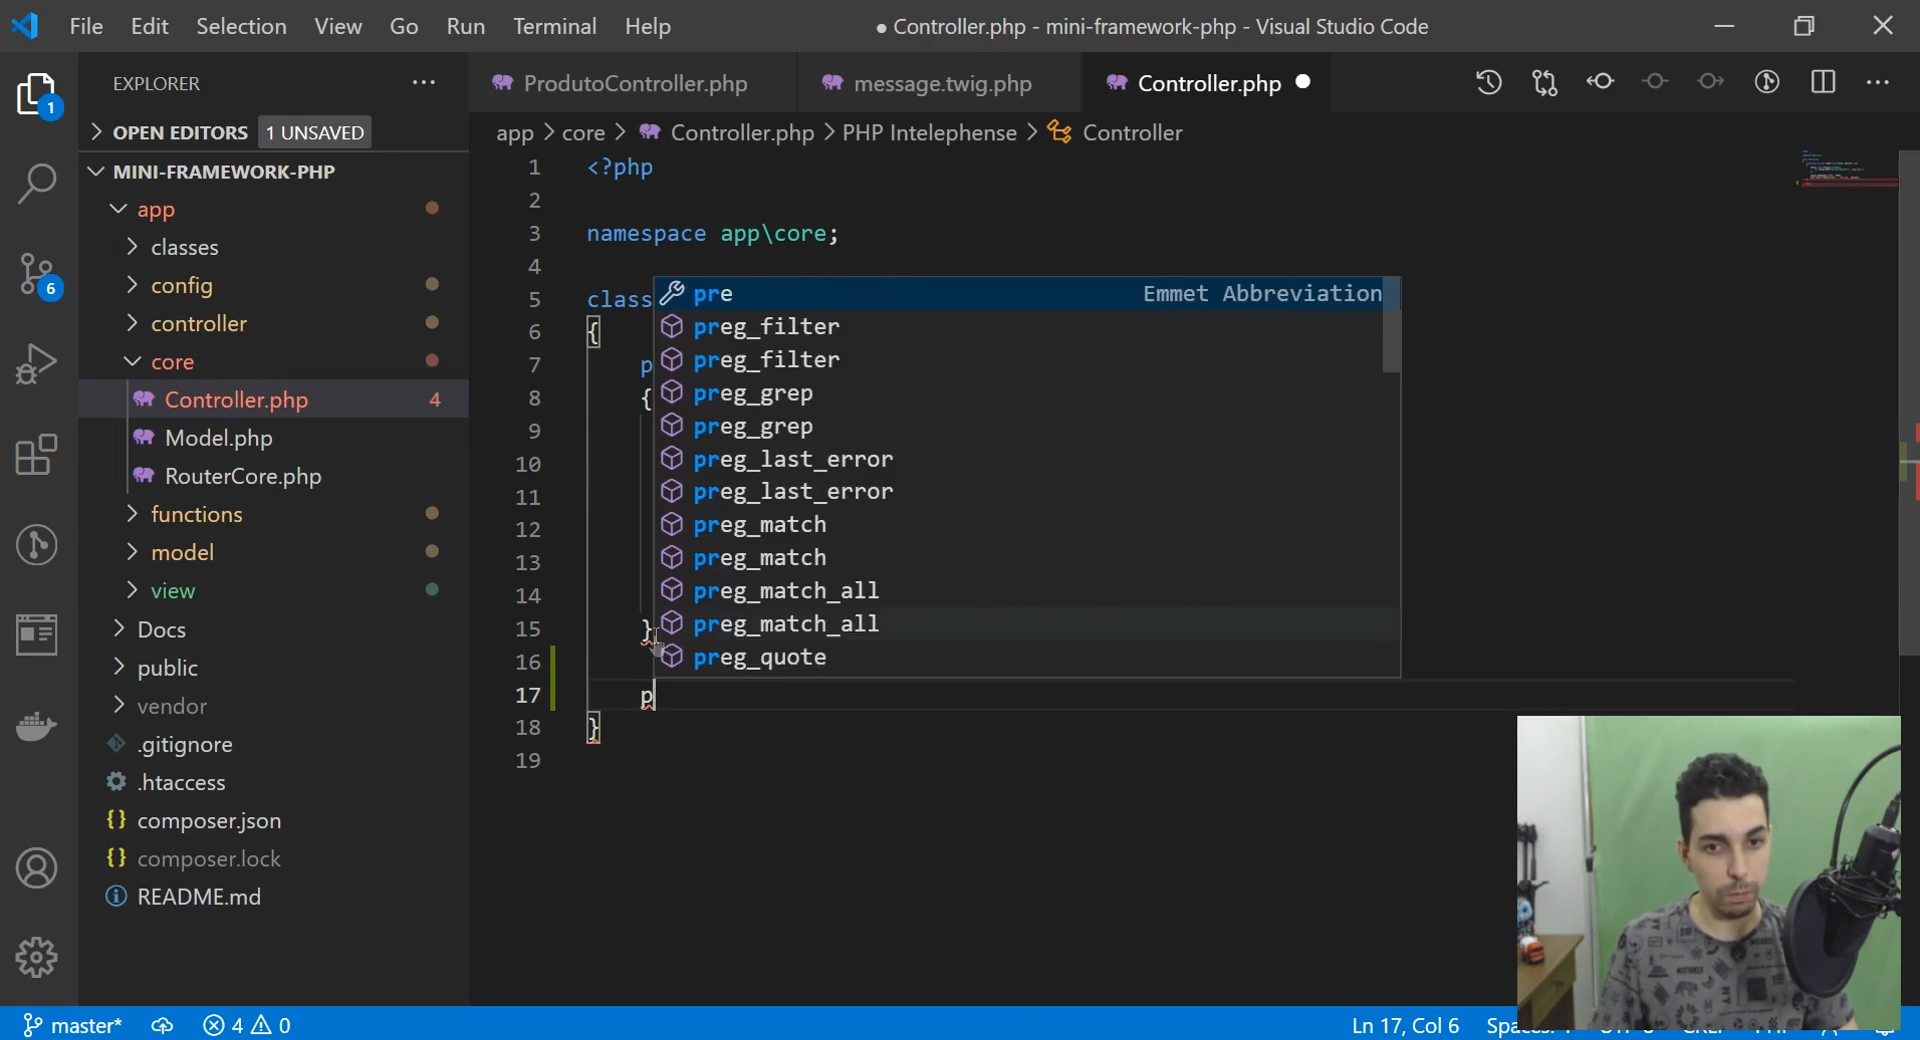 File Edit Selection View Go Run Terminal Help
● Controller.php - mini-framework-php - Visual Studio Code
EXPLORER
OPEN EDITORS 1 UNSAVED
MINI-FRAMEWORK-PHP
app
classes
config
controller
core
Controller.php 4
Model.php
RouterCore.php
functions
model
view
Docs
public
vendor
.gitignore
.htaccess
{} composer.json
{} composer.lock
README.md
1
6
ProdutoController.php message.twig.php Controller.php
app > core > Controller.php > PHP Intelephense > Controller
1 <?php
2
3 namespace app\core;
4
5 class
6 {
7 p
8 {
9
10
11
12
13
14
15 }
16
17 p
18 }
19
pre Emmet Abbreviation
preg_filter
preg_filter
preg_grep
preg_grep
preg_last_error
preg_last_error
preg_match
preg_match
preg_match_all
preg_match_all
preg_quote
master* 4 0 Ln 17, Col 6